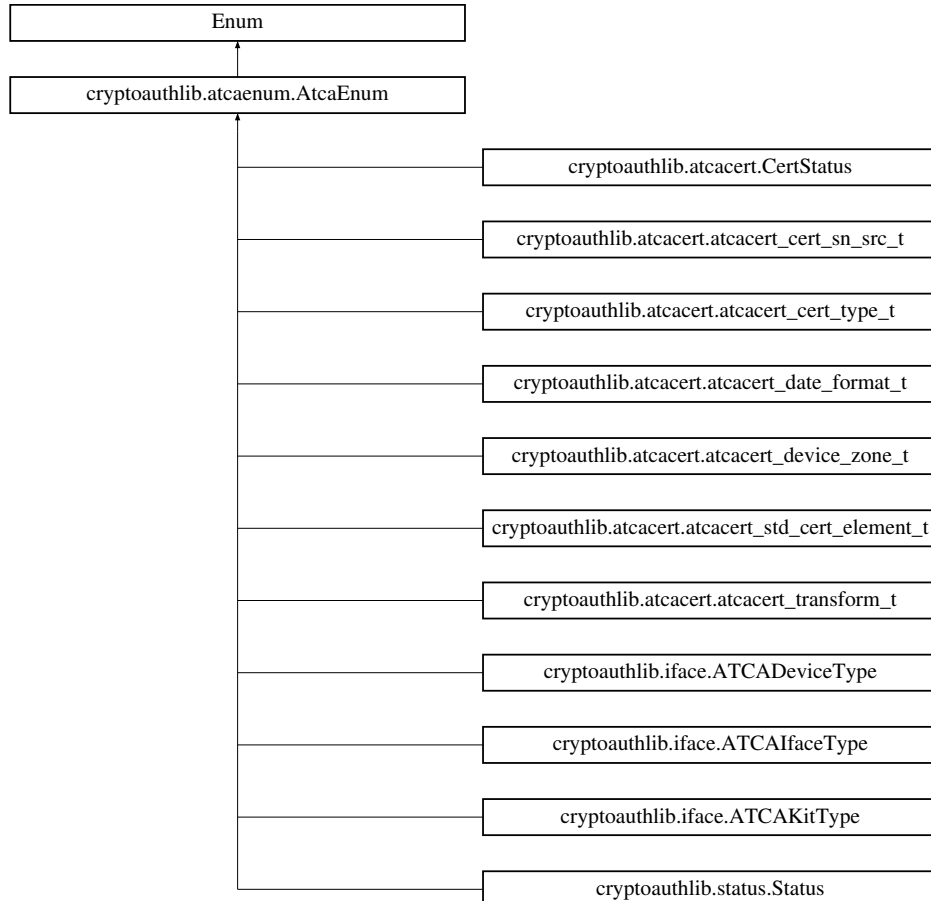 Enum
cryptoauthlib.atcaenum.AtcaEnum
cryptoauthlib.atcacert.CertStatus
cryptoauthlib.atcacert.atcacert_cert_sn_src_t
cryptoauthlib.atcacert.atcacert_cert_type_t
cryptoauthlib.atcacert.atcacert_date_format_t
cryptoauthlib.atcacert.atcacert_device_zone_t
cryptoauthlib.atcacert.atcacert_std_cert_element_t
cryptoauthlib.atcacert.atcacert_transform_t
cryptoauthlib.iface.ATCADeviceType
cryptoauthlib.iface.ATCAIfaceType
cryptoauthlib.iface.ATCAKitType
cryptoauthlib.status.Status